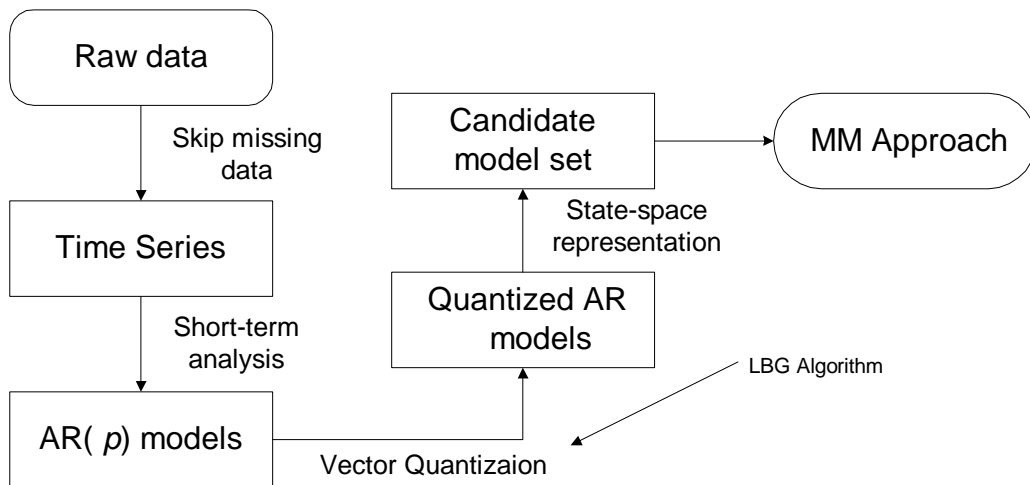 Raw data
Skip missing
data
Time Series
Short-term
analysis
AR( p) models
Vector Quantizaion
LBG Algorithm
Quantized AR
models
State-space
representation
Candidate
model set
MM Approach